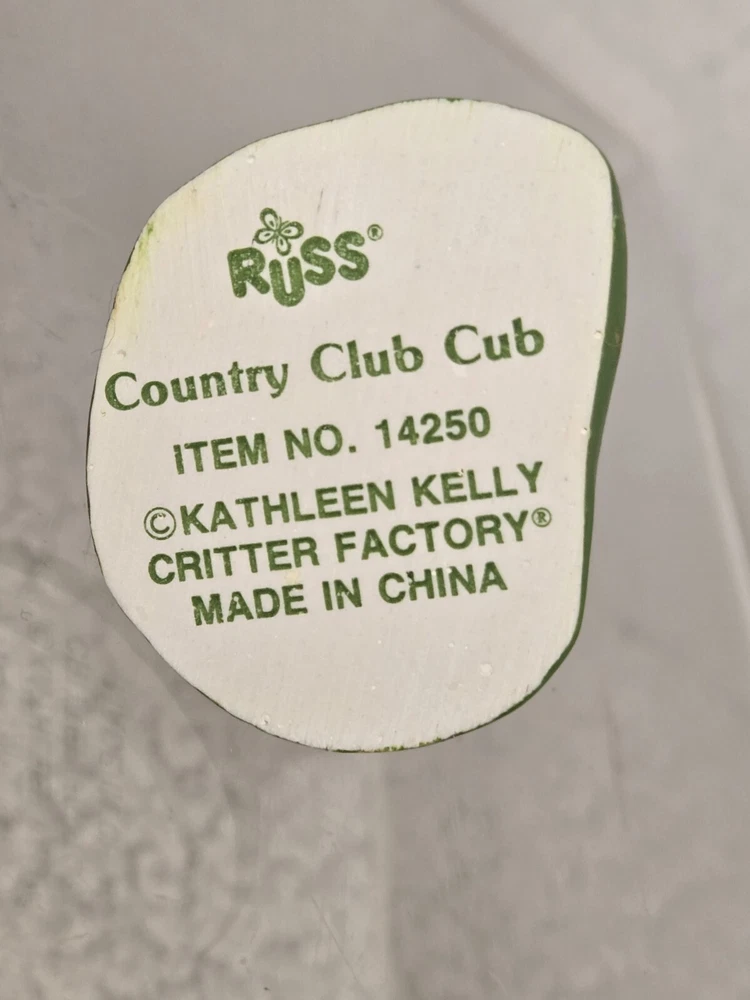 RUSS®
Country Club Cub
ITEM NO. 14250
©KATHLEEN KELLY
CRITTER FACTORY®
MADE IN CHINA